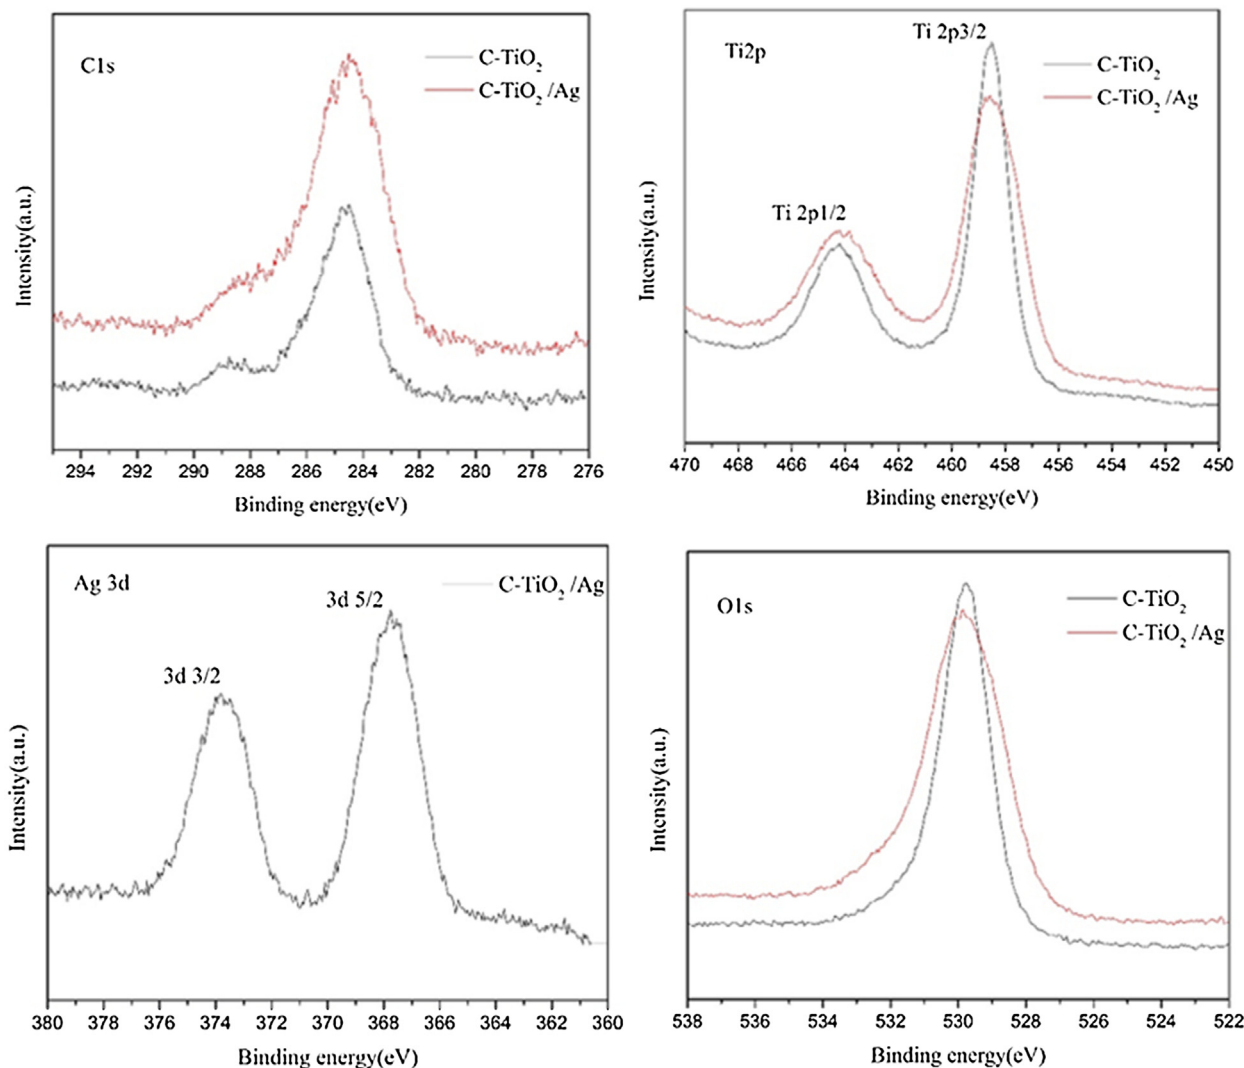 C1s
C-TiO₂
C-TiO₂ /Ag
Intensity(a.u.)
294 292 290 288 286 284 282 280 278 276
Binding energy(eV)
Ti2p
Ti 2p3/2
C-TiO₂
C-TiO₂ /Ag
Ti 2p1/2
Intensity(a.u.)
470 468 466 464 462 460 458 456 454 452 450
Binding energy(eV)
Ag 3d
C-TiO₂ /Ag
3d 5/2
3d 3/2
Intensity(a.u.)
380 378 376 374 372 370 368 366 364 362 360
Binding energy(eV)
O1s
C-TiO₂
C-TiO₂ /Ag
Intensity(a.u.)
538 536 534 532 530 528 526 524 522
Binding energy(eV)